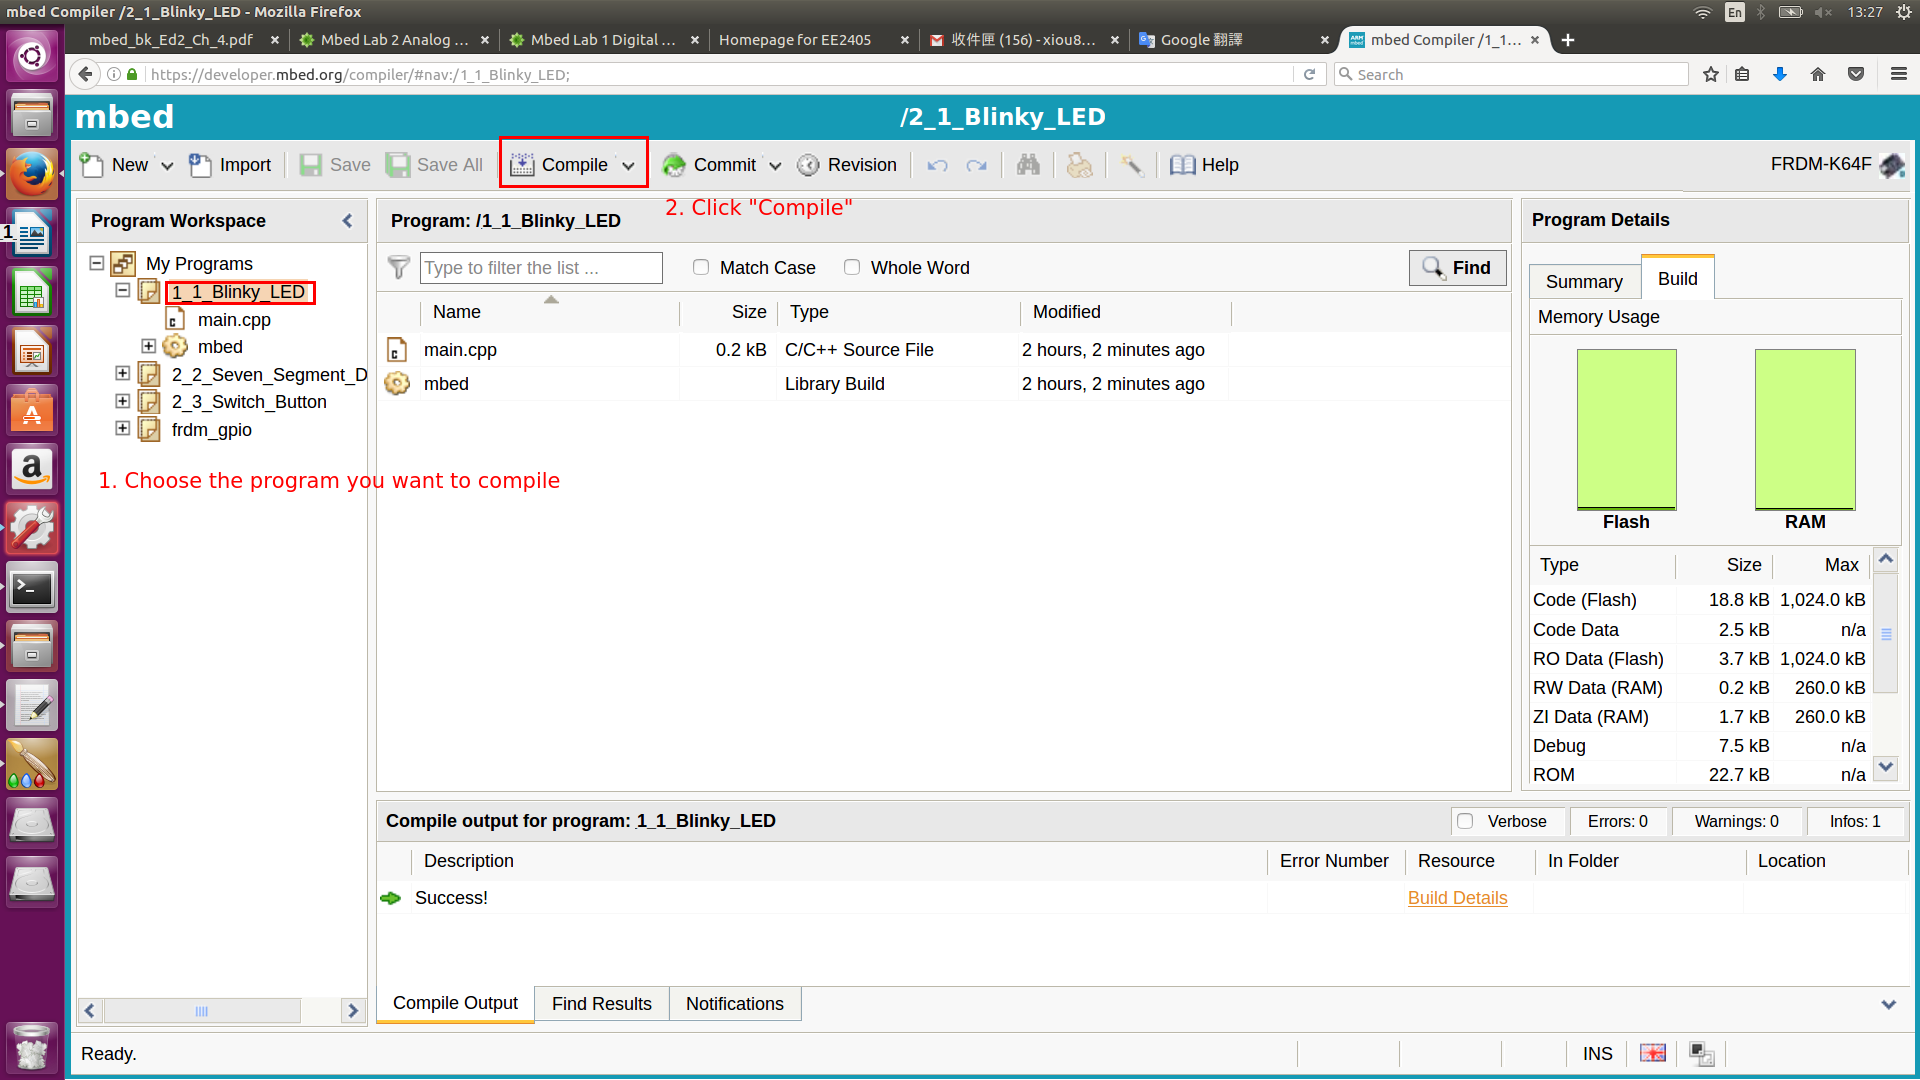 mbed Compiler /2_1_Blinky_LED - Mozilla Firefox
En
13:27
mbed_bk_Ed2_Ch_4.pdf
Mbed Lab 2 Analog ...
Mbed Lab 1 Digital ...
Homepage for EE2405
收件匣 (156) - xiou8...
Google 翻譯
mbed Compiler /1_1...
https://developer.mbed.org/compiler/#nav:/1_1_Blinky_LED;
Search
mbed
/2_1_Blinky_LED
New
Import
Save
Save All
Compile
Commit
Revision
Help
FRDM-K64F
2. Click "Compile"
Program Workspace
My Programs
1_1_Blinky_LED
main.cpp
mbed
2_2_Seven_Segment_D
2_3_Switch_Button
frdm_gpio
1. Choose the program you want to compile
Program: /1_1_Blinky_LED
Type to filter the list ...
Match Case
Whole Word
Find
Name Size Type Modified
main.cpp 0.2 kB C/C++ Source File 2 hours, 2 minutes ago
mbed Library Build 2 hours, 2 minutes ago
Program Details
Summary
Build
Memory Usage
Flash RAM
Type Size Max
Code (Flash) 18.8 kB 1,024.0 kB
Code Data 2.5 kB n/a
RO Data (Flash) 3.7 kB 1,024.0 kB
RW Data (RAM) 0.2 kB 260.0 kB
ZI Data (RAM) 1.7 kB 260.0 kB
Debug 7.5 kB n/a
ROM 22.7 kB n/a
Compile output for program: 1_1_Blinky_LED
Verbose
Errors: 0
Warnings: 0
Infos: 1
Description Error Number Resource In Folder Location
Success! Build Details
Compile Output
Find Results
Notifications
Ready.
INS